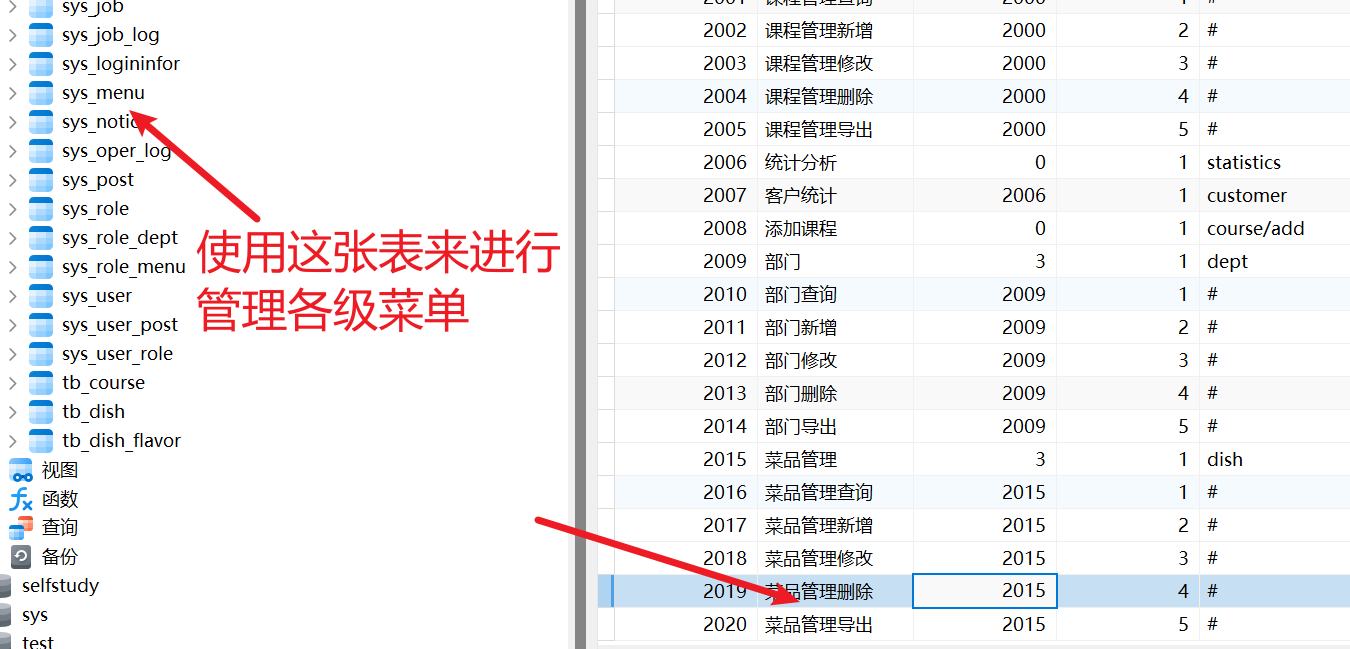 sys_job
sys_job_log
sys_logininfor
sys_menu
sys_notic
sys_oper_log
sys_post
sys_role
sys_role_dept
sys_role_menu
sys_user
sys_user_post
sys_user_role
tb_course
tb_dish
tb_dish_flavor
视图
函数
查询
备份
selfstudy
sys
test
使用这张表来进行
管理各级菜单
2001 课程管理查询 2000 1 #
2002 课程管理新增 2000 2 #
2003 课程管理修改 2000 3 #
2004 课程管理删除 2000 4 #
2005 课程管理导出 2000 5 #
2006 统计分析 0 1 statistics
2007 客户统计 2006 1 customer
2008 添加课程 0 1 course/add
2009 部门 3 1 dept
2010 部门查询 2009 1 #
2011 部门新增 2009 2 #
2012 部门修改 2009 3 #
2013 部门删除 2009 4 #
2014 部门导出 2009 5 #
2015 菜品管理 3 1 dish
2016 菜品管理查询 2015 1 #
2017 菜品管理新增 2015 2 #
2018 菜品管理修改 2015 3 #
2019 菜品管理删除 2015 4 #
2020 菜品管理导出 2015 5 #